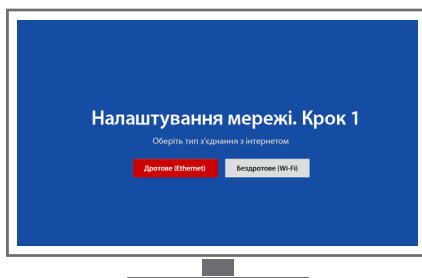 Налаштування мережі. Крок 1
Оберіть тип з'єднання з інтернетом
Дротове (Ethernet) Бездротове (Wi-Fi)